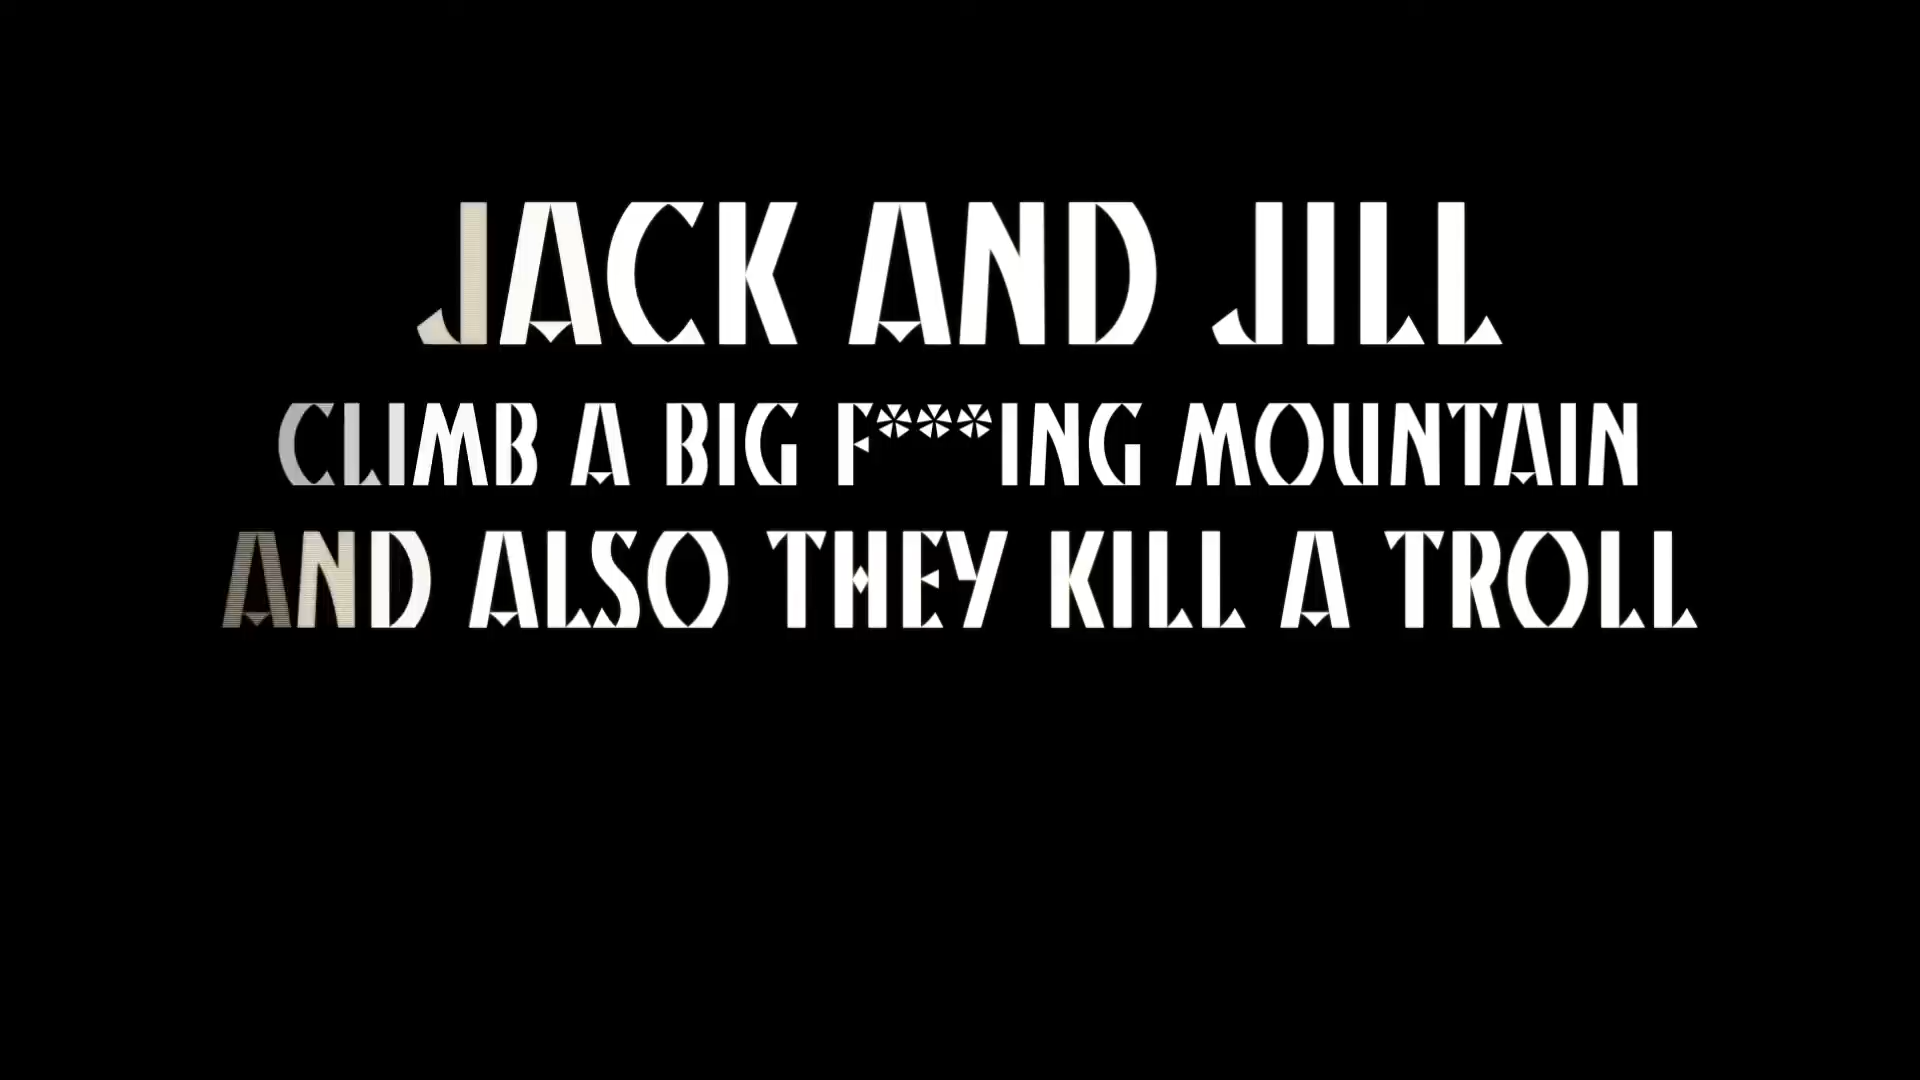 JACK AND JILL
CLIMB A BIG F***ING MOUNTAIN
AND ALSO THEY KILL A TROLL